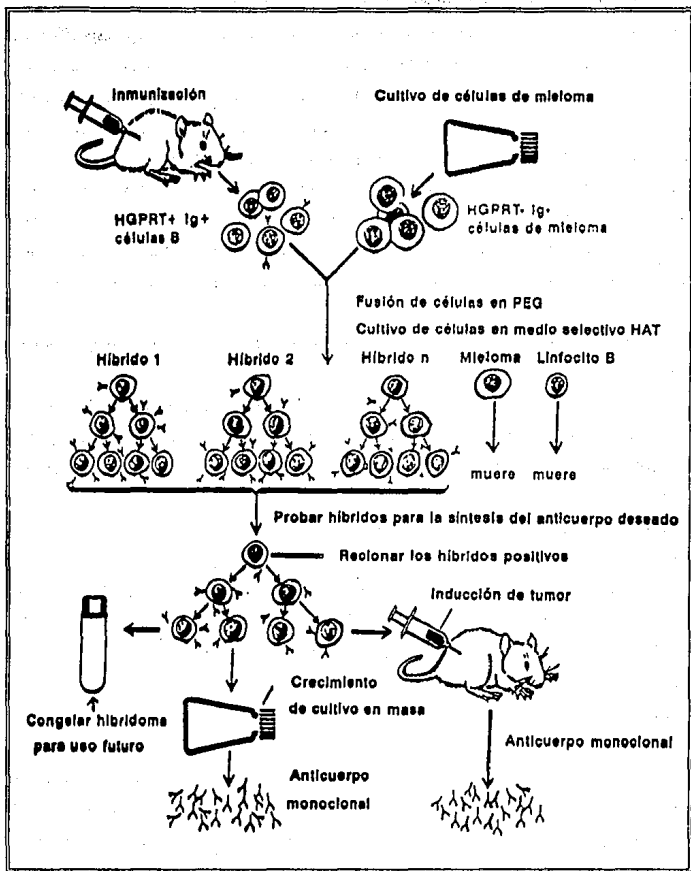 Inmunización
Cultivo de células de mieloma
HGPRT+ Ig+
células B
HGPRT- Ig-
células de mieloma
Fusión de células en PEG
Cultivo de células en medio selectivo HAT
Híbrido 1
Híbrido 2
Híbrido n
Mieloma
Linfocito B
muere
muere
Probar híbridos para la síntesis del anticuerpo deseado
Reclonar los híbridos positivos
Inducción de tumor
Crecimiento
de cultivo en masa
Congelar hibridoma
para uso futuro
Anticuerpo monoclonal
Anticuerpo
monoclonal